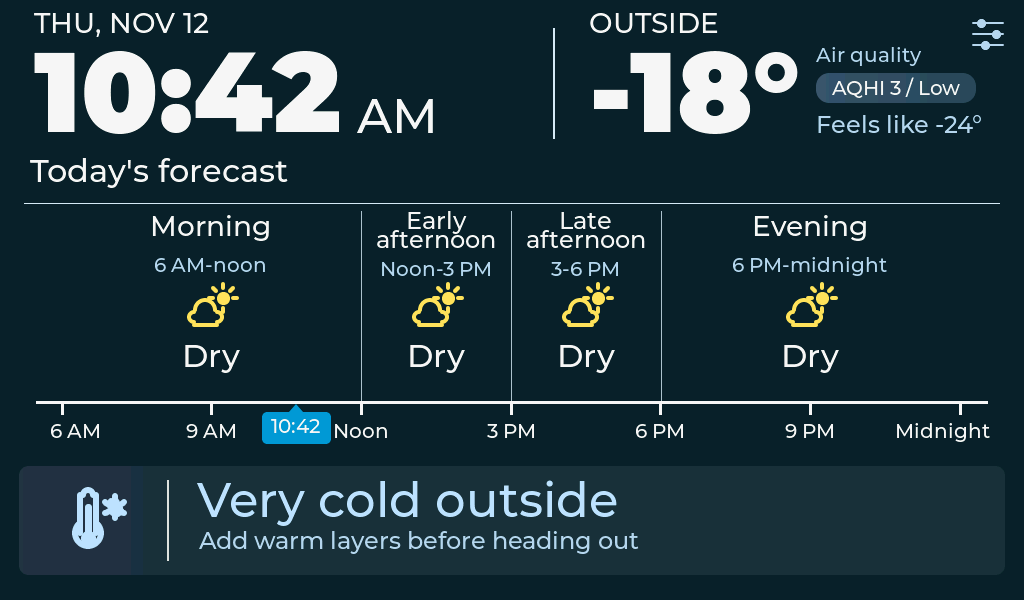 THU, NOV 12
10:42 AM
OUTSIDE
-18°
Air quality
AQHI 3 / Low
Feels like -24°
Today's forecast
Morning
6 AM-noon
Dry
Early
afternoon
Noon-3 PM
Dry
Late
afternoon
3-6 PM
Dry
Evening
6 PM-midnight
Dry
6 AM
9 AM
10:42
Noon
3 PM
6 PM
9 PM
Midnight
Very cold outside
Add warm layers before heading out